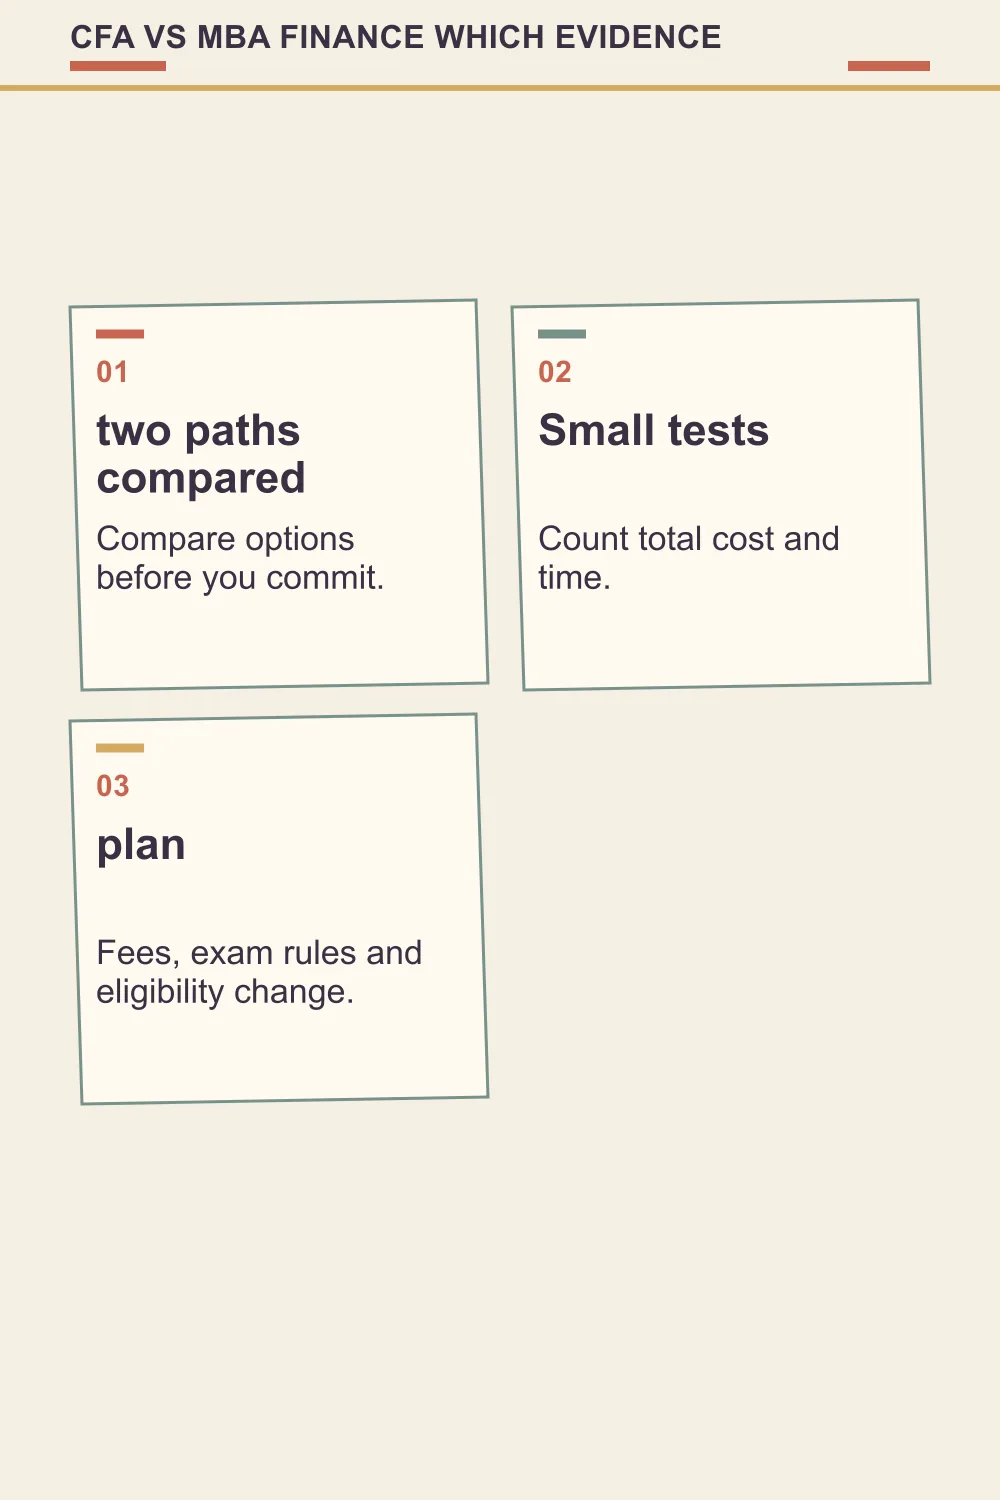 CFA VS MBA FINANCE WHICH EVIDENCE
01
two paths
compared
Compare options
before you commit.
02
Small tests
Count total cost and
time.
03
plan
Fees, exam rules and
eligibility change.